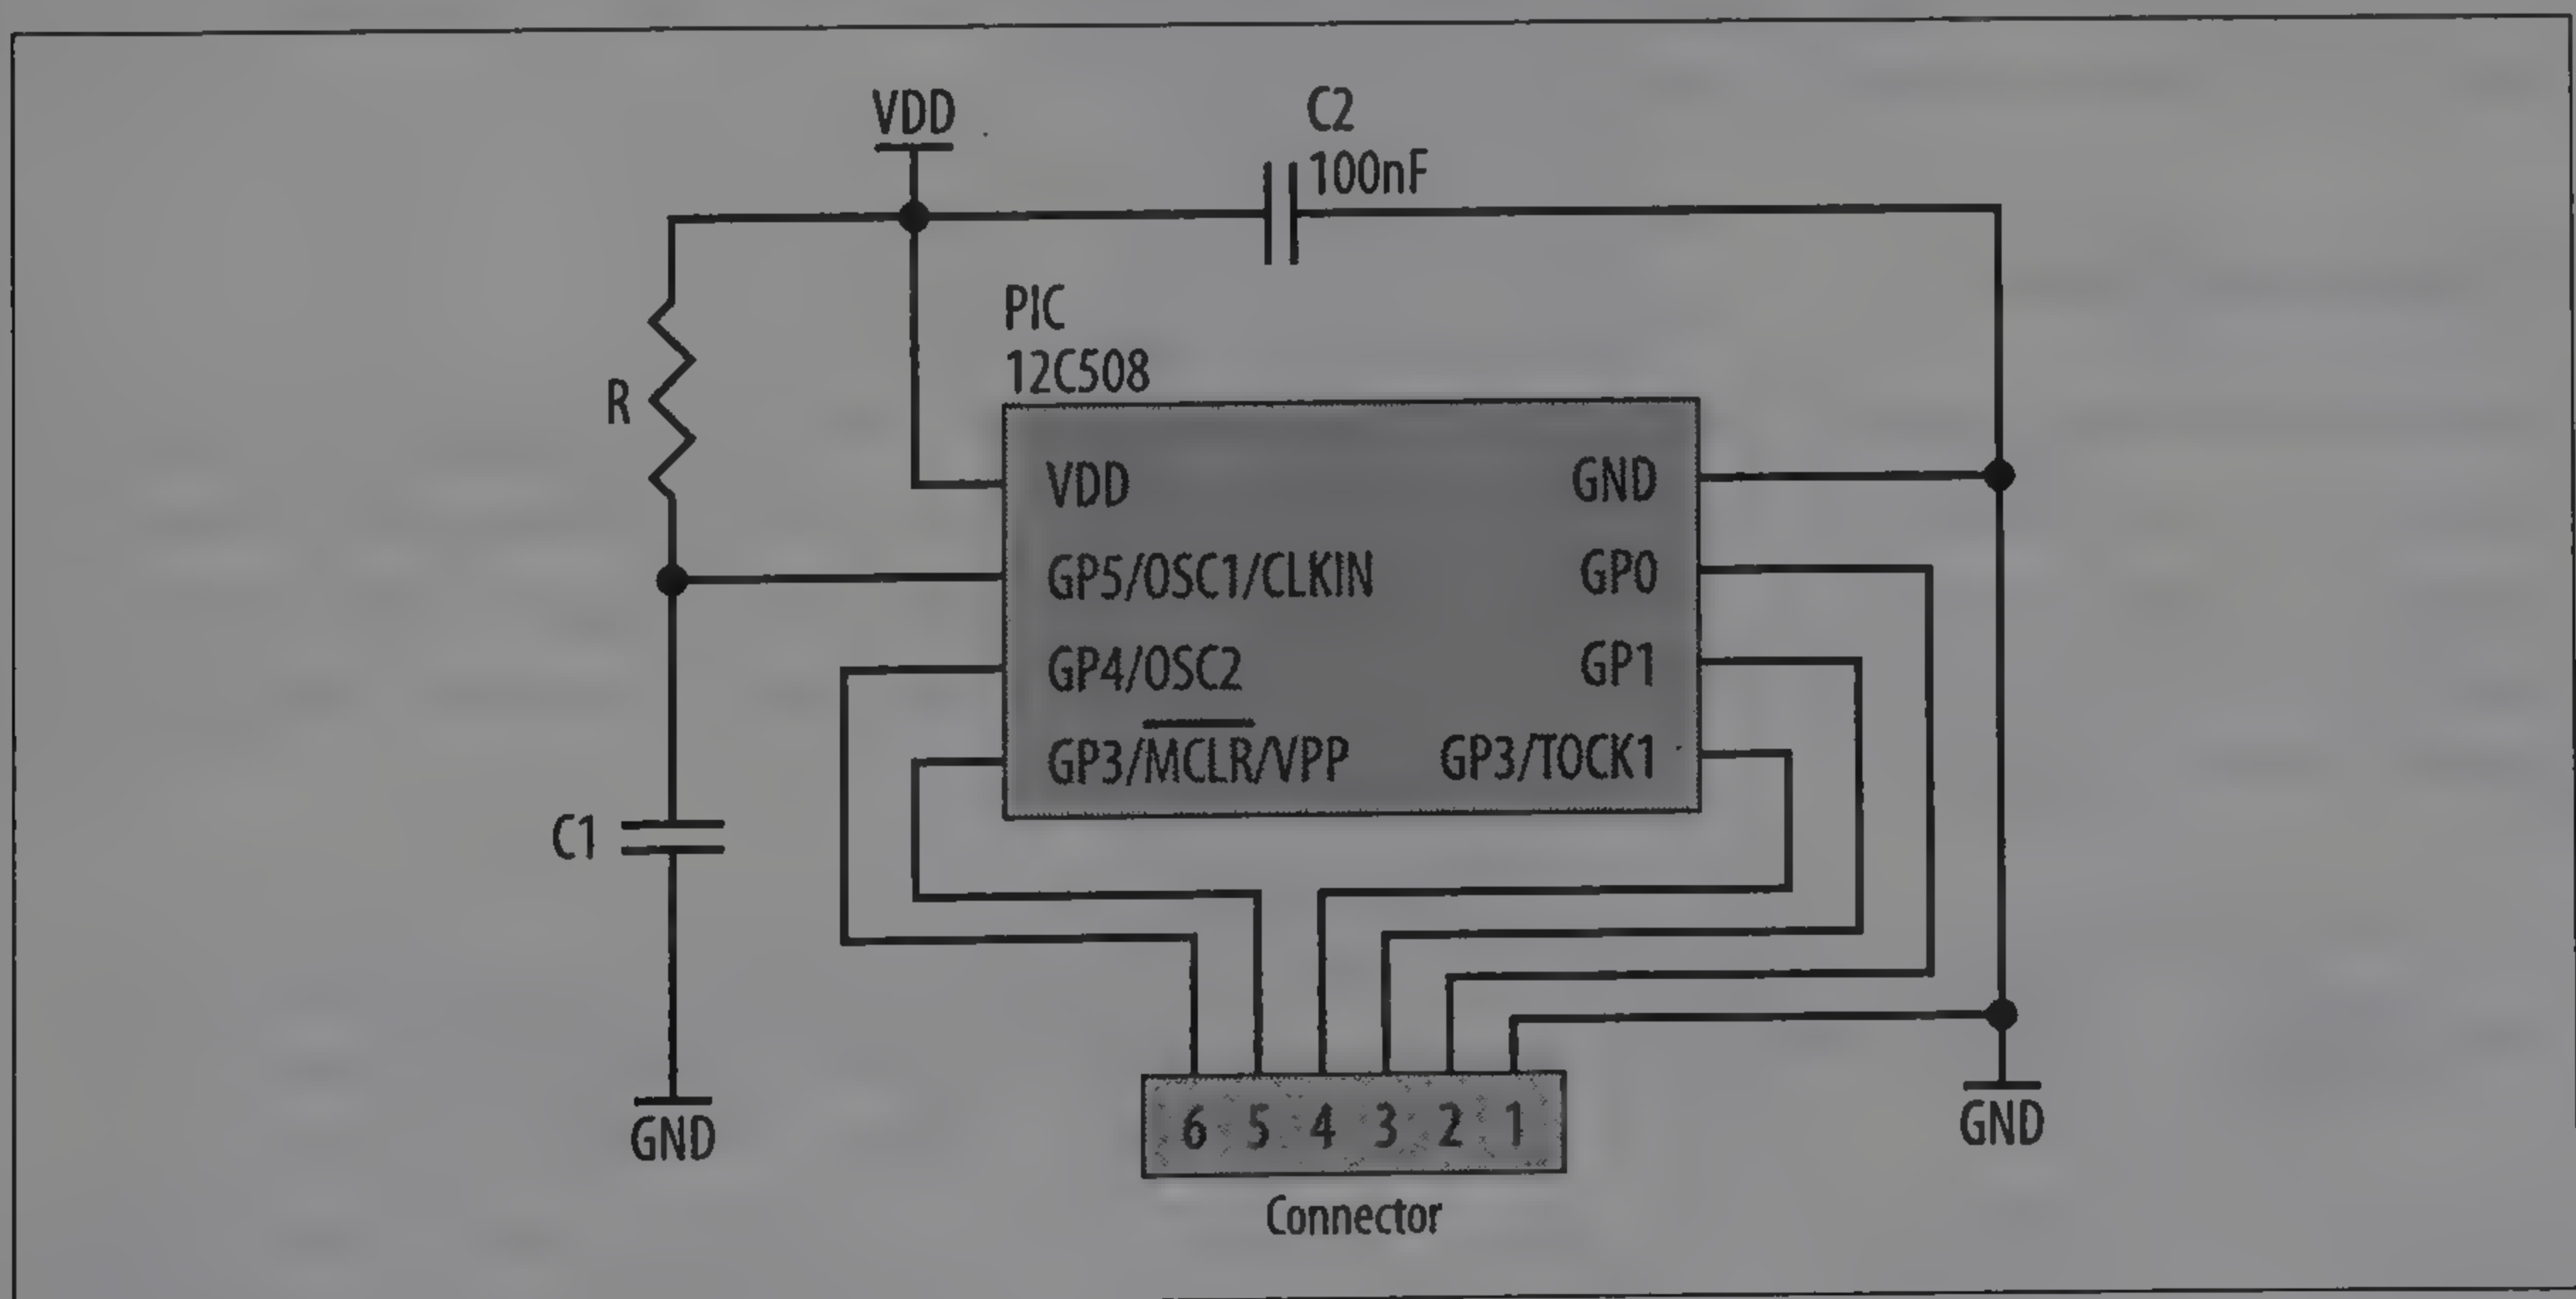 VDD
C2
100nF
PIC
12C508
R
VDD
GND
GP5/OSC1/CLKIN
GP0
GP4/OSC2
GP1
GP3/MCLR/VPP
GP3/TOCK1
C1
6 5 4 3 2 1
GND
GND
Connector